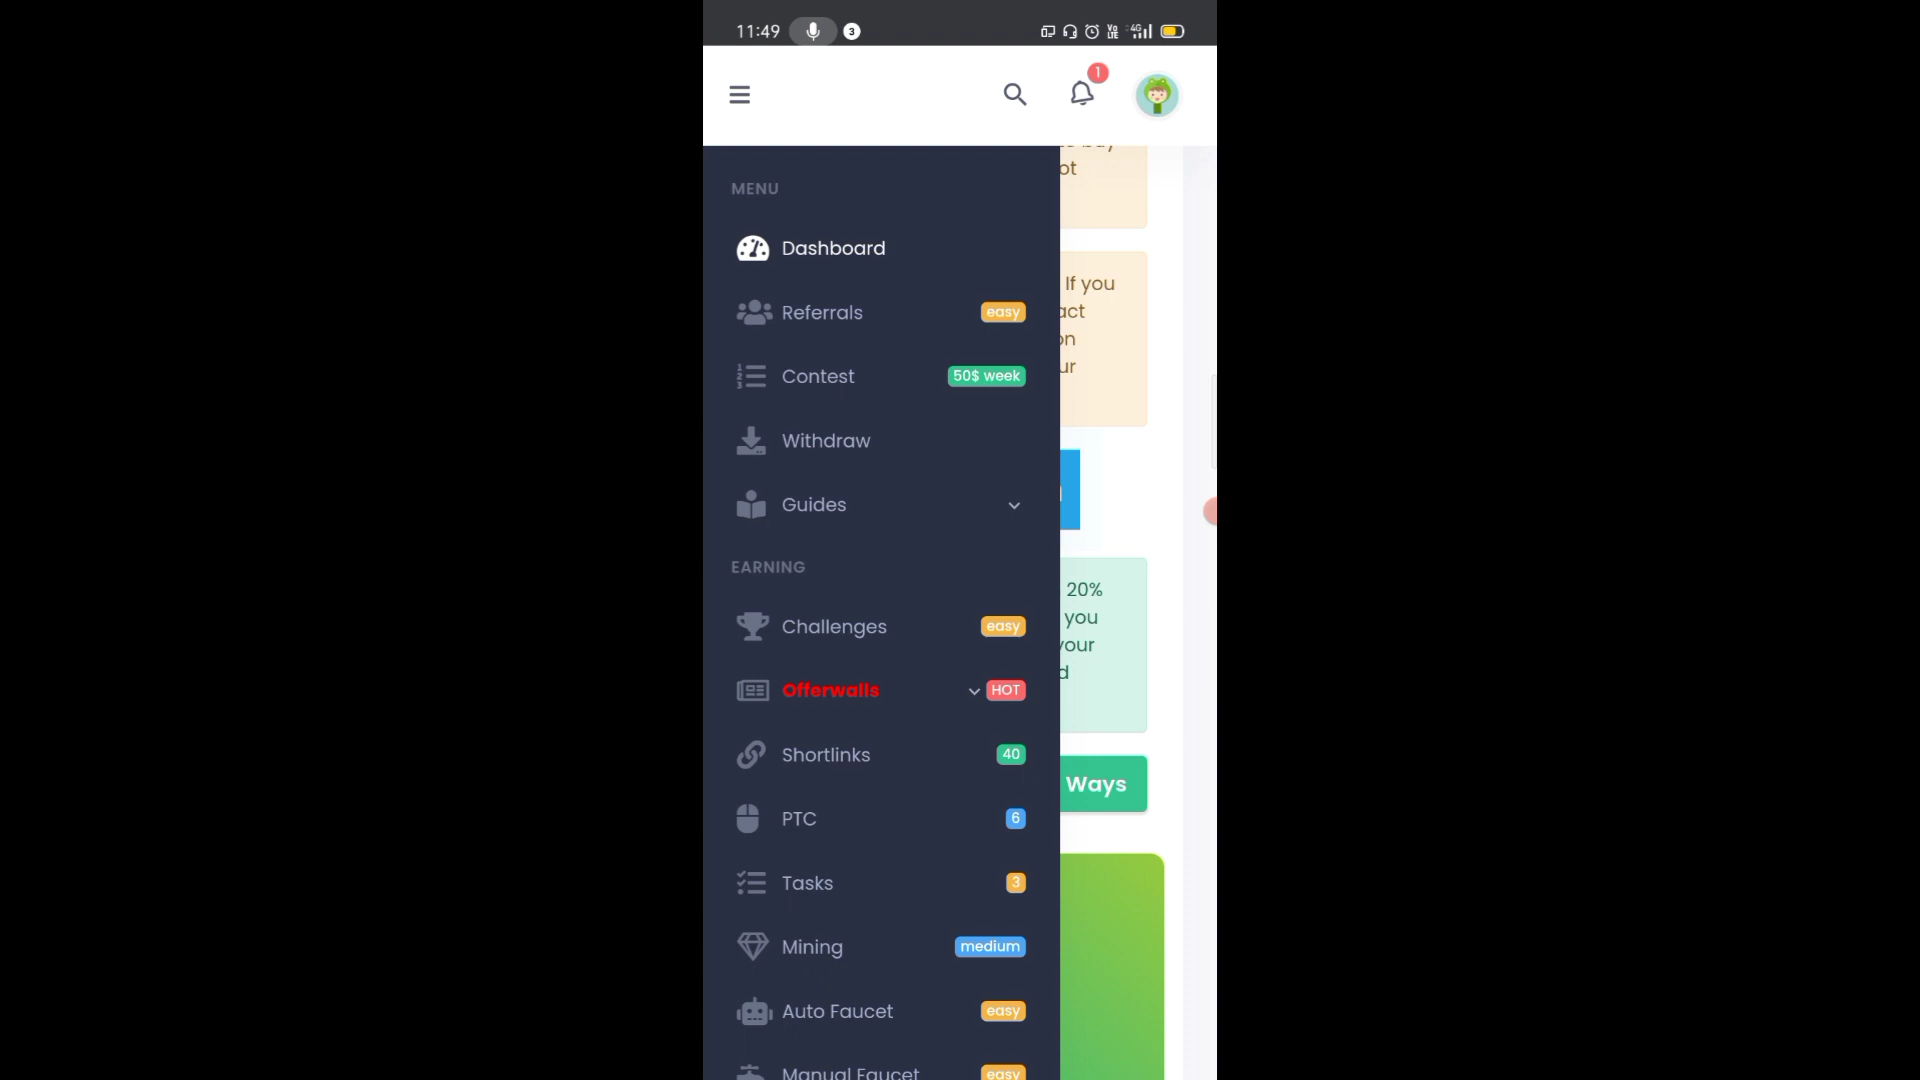 11:49
3
4G
1
MENU
ot
Dashboard
Referrals easy
If you
act
on
ur
Contest 50$ week
Withdraw
Guides
EARNING
20%
you
your
d
Challenges easy
Offerwalls HOT
Shortlinks 40
Ways
PTC 6
Tasks 3
Mining medium
Auto Faucet easy
Manual Faucet easy